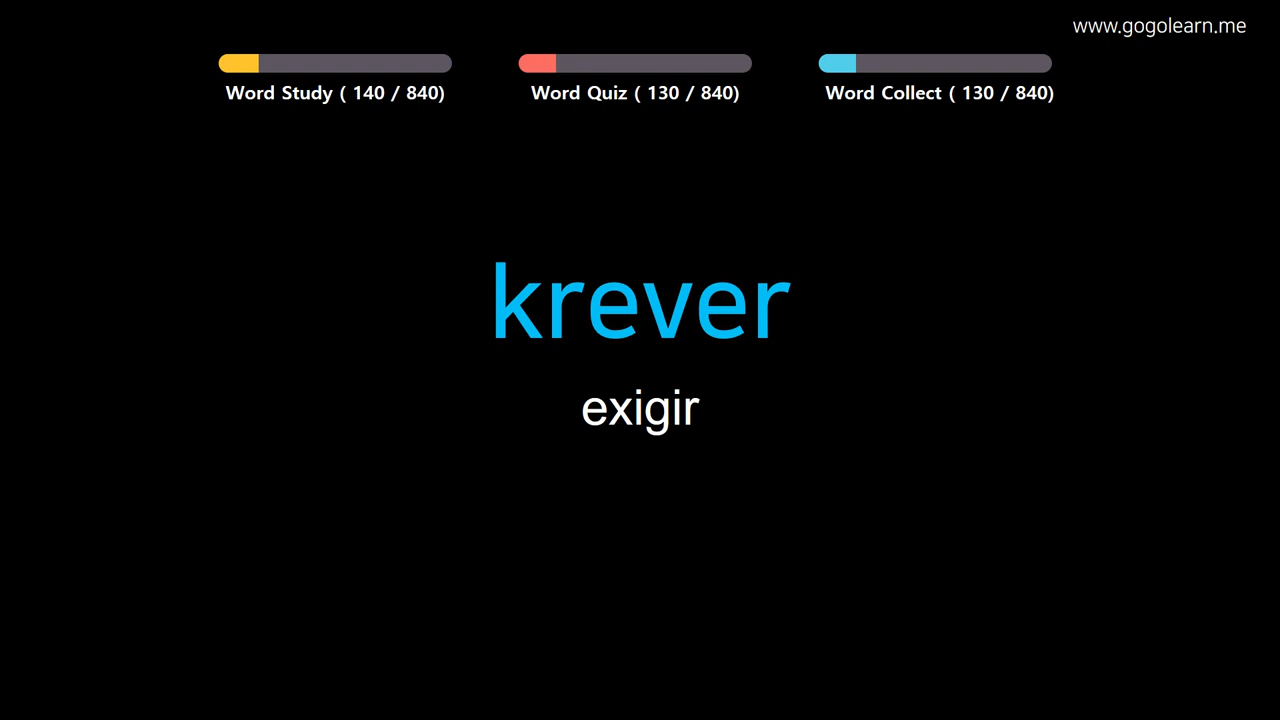 www.gogolearn.me
Word Study ( 140 / 840)
Word Quiz ( 130 / 840)
Word Collect ( 130 / 840)
krever
exigir